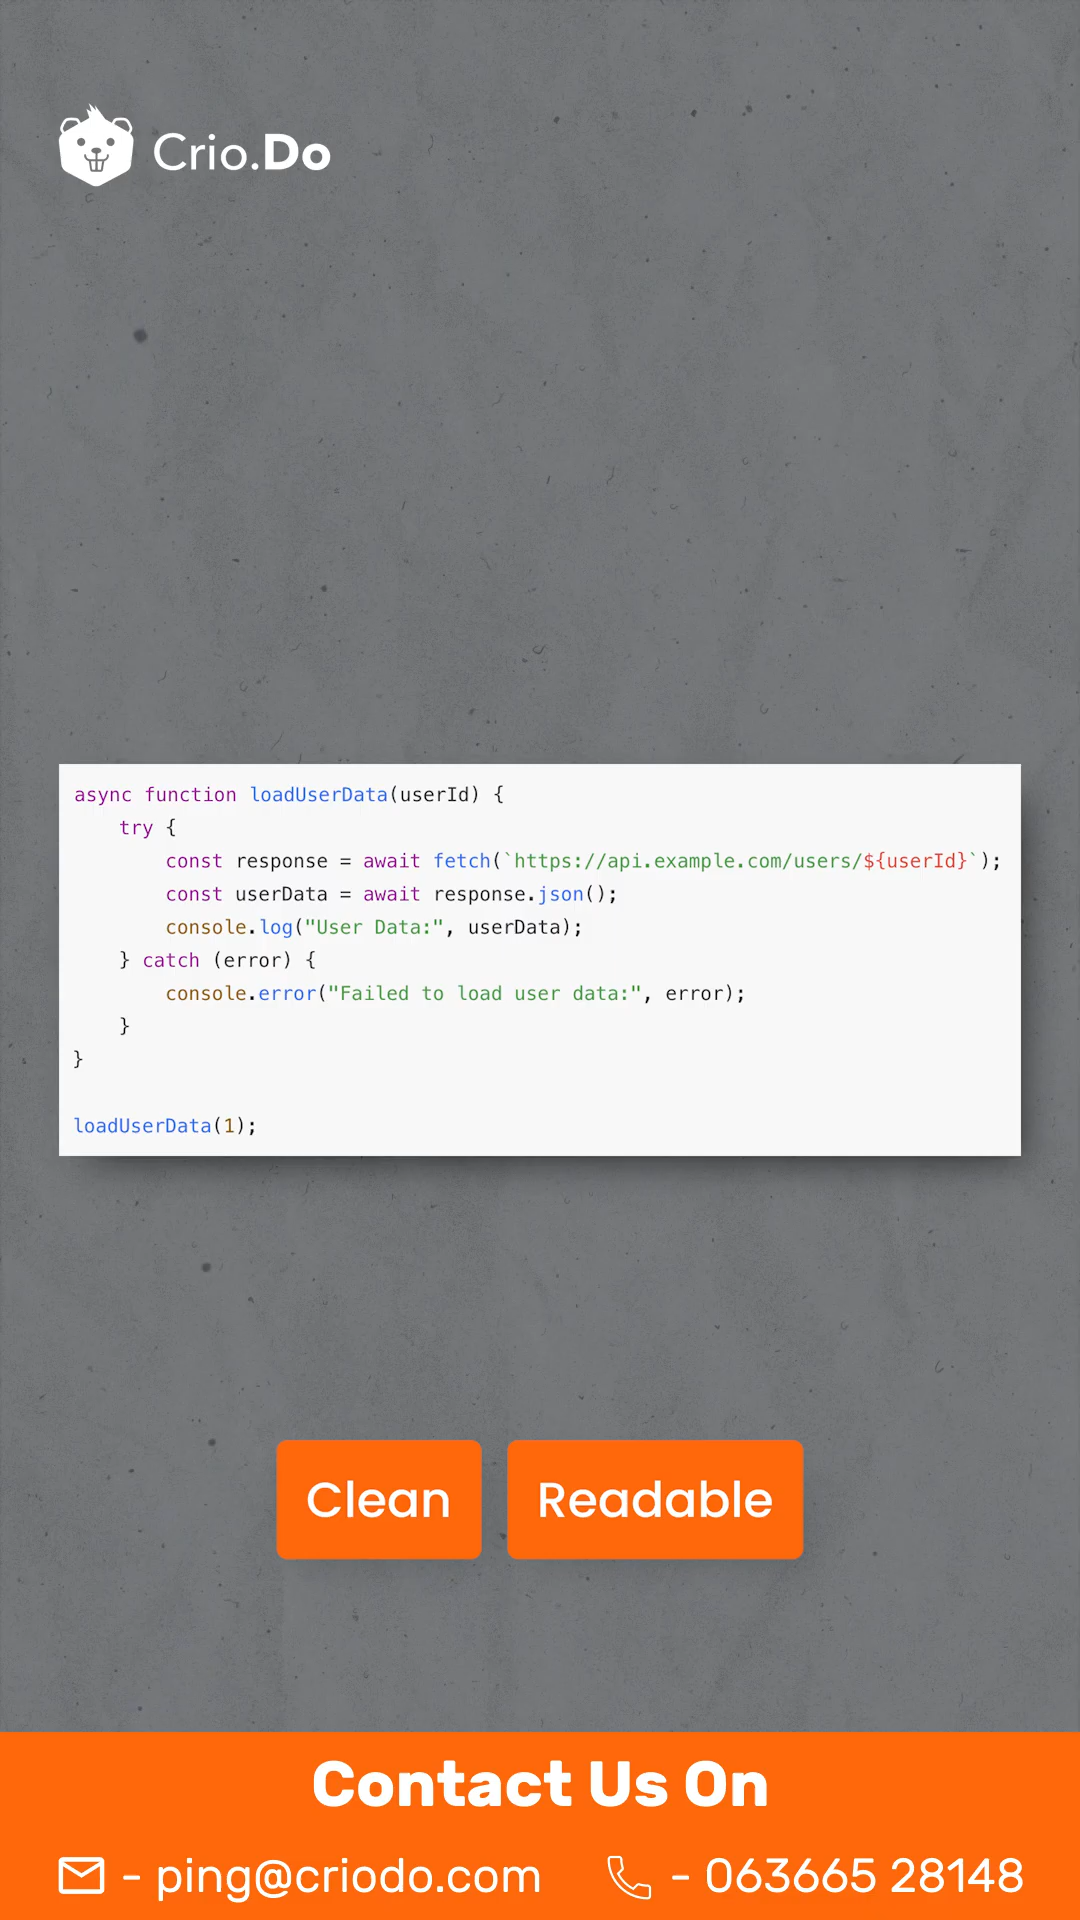 Crio.Do
async function loadUserData(userId) {
    try {
        const response = await fetch(`https://api.example.com/users/${userId}`);
        const userData = await response.json();
        console.log("User Data:", userData);
    } catch (error) {
        console.error("Failed to load user data:", error);
    }
}
loadUserData(1);
Clean Readable
Contact Us On
- ping@criodo.com - 063665 28148